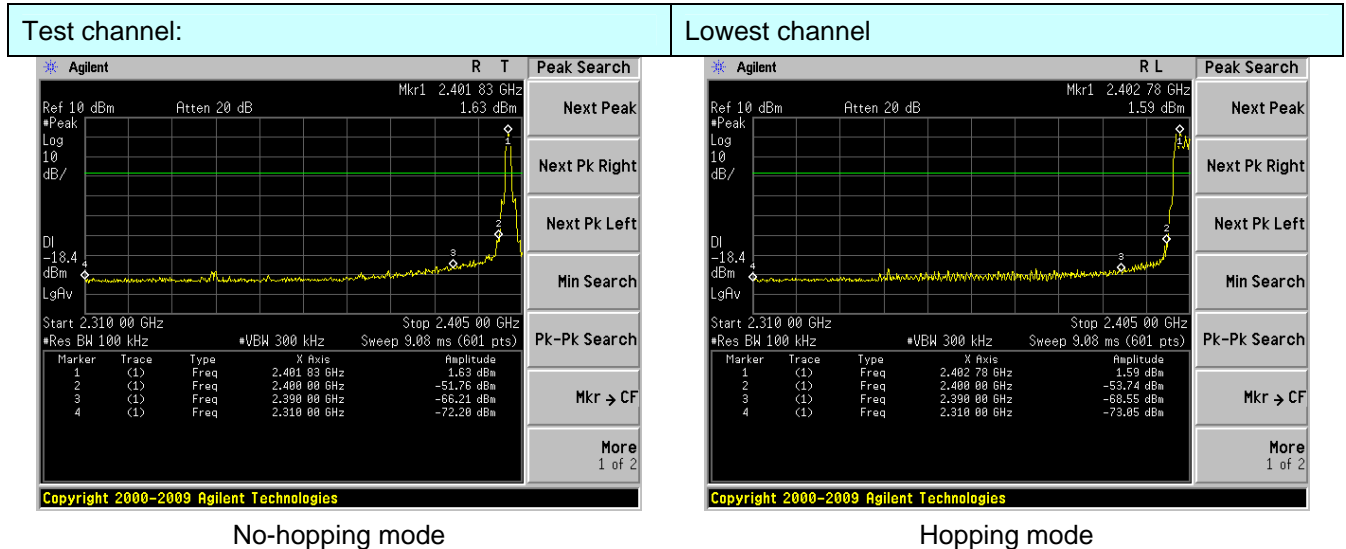 Test channel: Lowest channel
Agilent R T Peak Search
Mkr1 2.401 83 GHz
Ref 10 dBm Atten 20 dB 1.63 dBm
#Peak
Log
10
dB/
DI
-18.4
dBm
LgAv
1
2
3
4
Start 2.310 00 GHz Stop 2.405 00 GHz
#Res BW 100 kHz #VBW 300 kHz Sweep 9.08 ms (601 pts)
Marker Trace Type X Axis Amplitude
1 (1) Freq 2.401 83 GHz 1.63 dBm
2 (1) Freq 2.400 00 GHz -51.76 dBm
3 (1) Freq 2.390 00 GHz -66.21 dBm
4 (1) Freq 2.310 00 GHz -72.20 dBm
Next Peak
Next Pk Right
Next Pk Left
Min Search
Pk-Pk Search
Mkr → CF
More
1 of 2
Copyright 2000-2009 Agilent Technologies
No-hopping mode
Agilent R L Peak Search
Mkr1 2.402 78 GHz
Ref 10 dBm Atten 20 dB 1.59 dBm
#Peak
Log
10
dB/
DI
-18.4
dBm
LgAv
1
2
3
4
Start 2.310 00 GHz Stop 2.405 00 GHz
#Res BW 100 kHz #VBW 300 kHz Sweep 9.08 ms (601 pts)
Marker Trace Type X Axis Amplitude
1 (1) Freq 2.402 78 GHz 1.59 dBm
2 (1) Freq 2.400 00 GHz -53.74 dBm
3 (1) Freq 2.390 00 GHz -68.55 dBm
4 (1) Freq 2.310 00 GHz -73.05 dBm
Next Peak
Next Pk Right
Next Pk Left
Min Search
Pk-Pk Search
Mkr → CF
More
1 of 2
Copyright 2000-2009 Agilent Technologies
Hopping mode